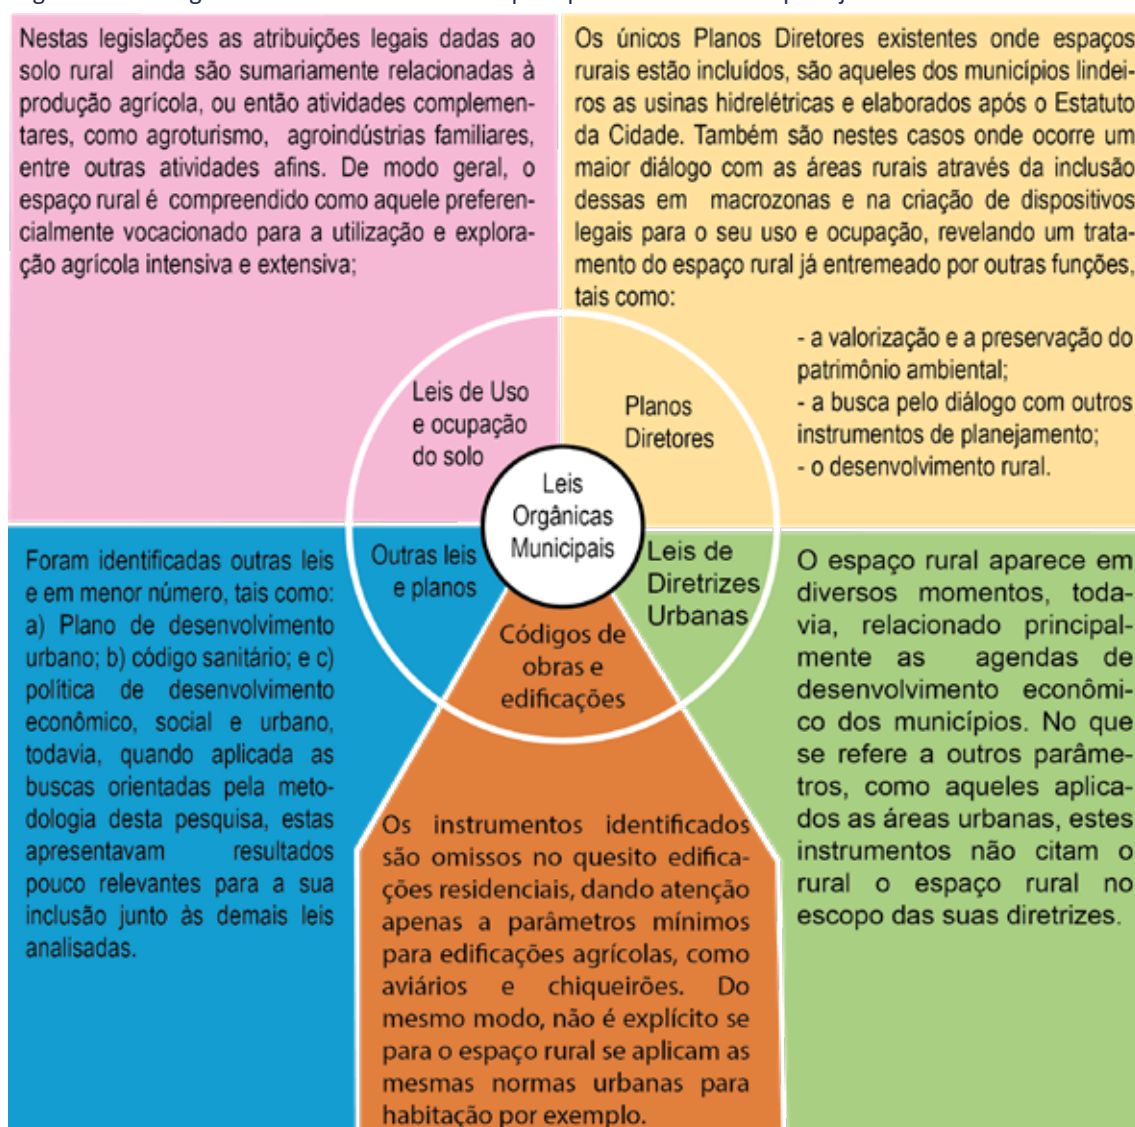 Nestas legislações as atribuições legais dadas ao
solo rural ainda são sumariamente relacionadas à
produção agrícola, ou então atividades complemen-
tares, como agroturismo, agroindústrias familiares,
entre outras atividades afins. De modo geral, o
espaço rural é compreendido como aquele preferen-
cialmente vocacionado para a utilização e explora-
ção agrícola intensiva e extensiva;
Os únicos Planos Diretores existentes onde espaços
rurais estão incluídos, são aqueles dos municípios lindei-
ros as usinas hidrelétricas e elaborados após o Estatuto
da Cidade. Também são nestes casos onde ocorre um
maior diálogo com as áreas rurais através da inclusão
dessas em macrozonas e na criação de dispositivos
legais para o seu uso e ocupação, revelando um trata-
mento do espaço rural já entremeado por outras funções,
tais como:
- a valorização e a preservação do
patrimônio ambiental;
- a busca pelo diálogo com outros
instrumentos de planejamento;
- o desenvolvimento rural.
Leis de Uso
e ocupação
do solo
Planos
Diretores
Leis
Orgânicas
Municipais
Outras leis
e planos
Leis de
Diretrizes
Urbanas
Códigos de
obras e
edificações
Foram identificadas outras leis
e em menor número, tais como:
a) Plano de desenvolvimento
urbano; b) código sanitário; e c)
política de desenvolvimento
econômico, social e urbano,
todavia, quando aplicada as
buscas orientadas pela meto-
dologia desta pesquisa, estas
apresentavam resultados
pouco relevantes para a sua
inclusão junto às demais leis
analisadas.
Os instrumentos identificados
são omissos no quesito edifica-
ções residenciais, dando atenção
apenas a parâmetros mínimos
para edificações agrícolas, como
aviários e chiqueirões. Do
mesmo modo, não é explícito se
para o espaço rural se aplicam as
mesmas normas urbanas para
habitação por exemplo.
O espaço rural aparece em
diversos momentos, toda-
via, relacionado principal-
mente as agendas de
desenvolvimento econômi-
co dos municípios. No que
se refere a outros parâme-
tros, como aqueles aplica-
dos as áreas urbanas, estes
instrumentos não citam o
rural o espaço rural no
escopo das suas diretrizes.